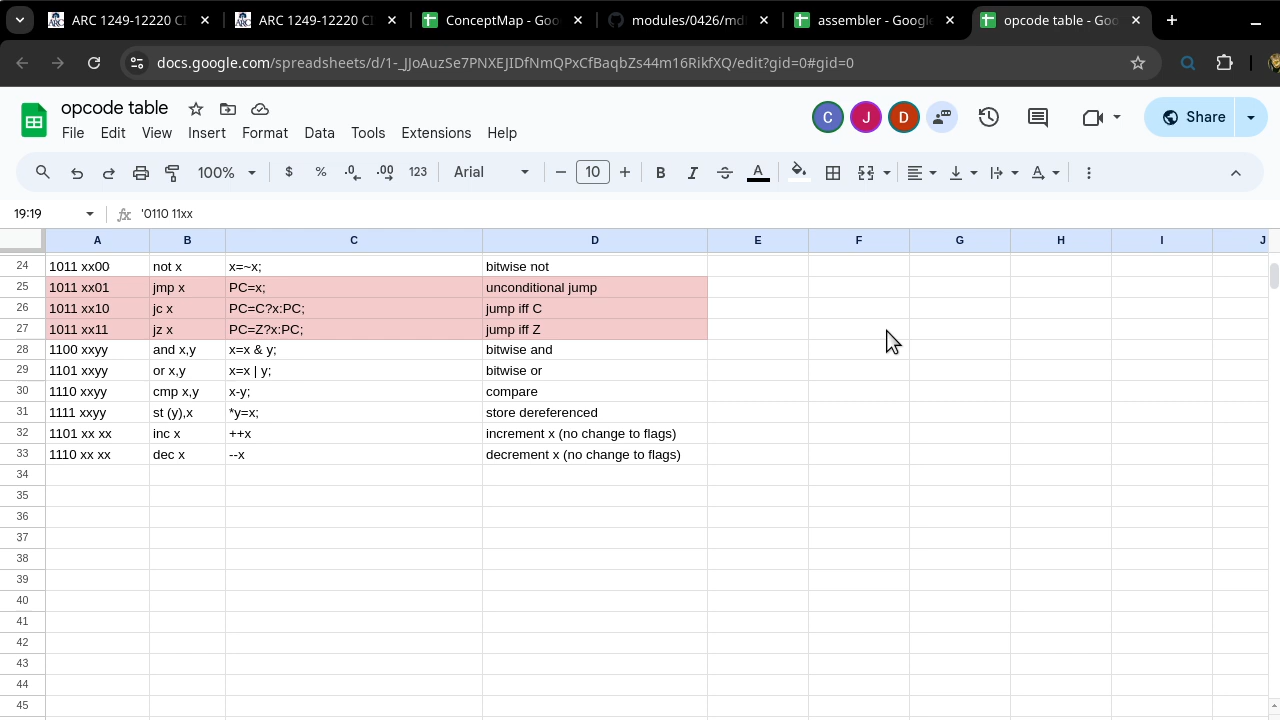 ARC 1249-12220 C
ARC 1249-12220 C
ConceptMap - Goo
modules/0426/md
assembler - Google
opcode table - Goo
docs.google.com/spreadsheets/d/1-_JJoAuzSe7PNXEJIDfNmQPxCfBaqbZs44m16RikfXQ/edit?gid=0#gid=0
opcode table
C J D Share
File Edit View Insert Format Data Tools Extensions Help
100% $ % .0 .00 123 Arial 10 B I A
19:19 fx '0110 11xx
A B C D E F G H I J
24 1011 xx00 not x x=~x; bitwise not
25 1011 xx01 jmp x PC=x; unconditional jump
26 1011 xx10 jc x PC=C?x:PC; jump iff C
27 1011 xx11 jz x PC=Z?x:PC; jump iff Z
28 1100 xxyy and x,y x=x & y; bitwise and
29 1101 xxyy or x,y x=x | y; bitwise or
30 1110 xxyy cmp x,y x-y; compare
31 1111 xxyy st (y),x *y=x; store dereferenced
32 1101 xx xx inc x ++x increment x (no change to flags)
33 1110 xx xx dec x --x decrement x (no change to flags)
34
35
36
37
38
39
40
41
42
43
44
45